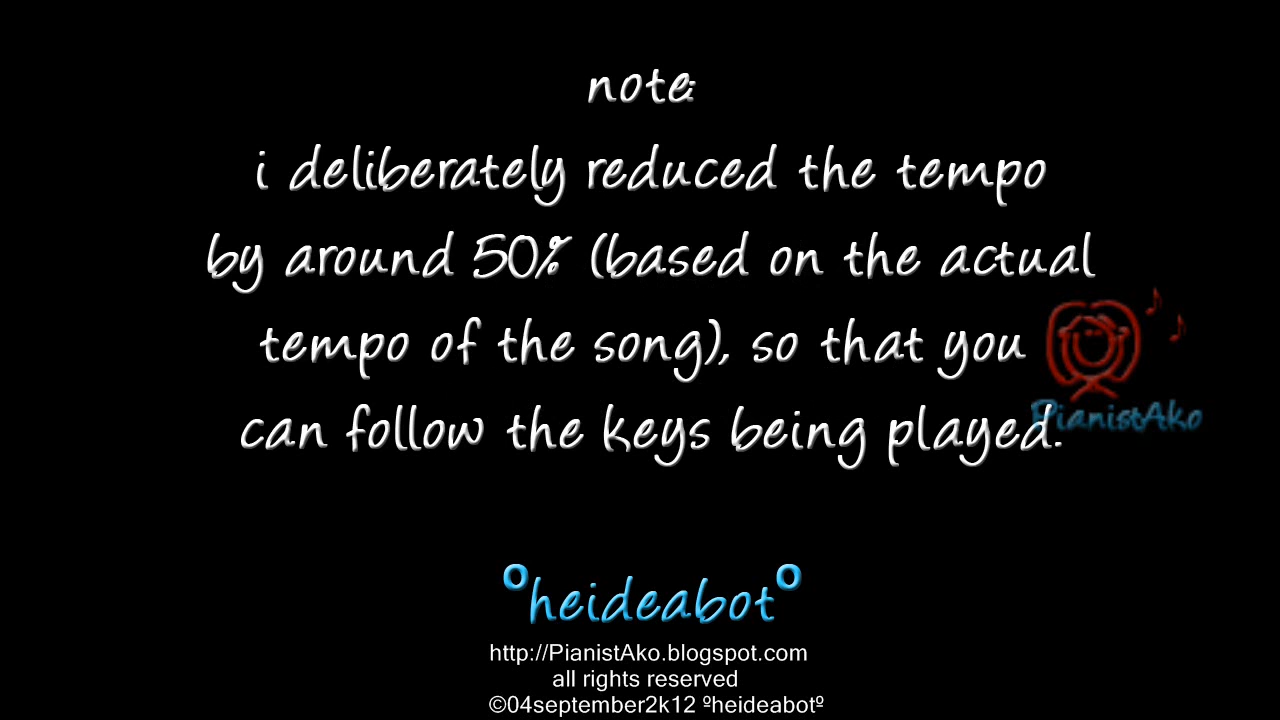 note:
i deliberately reduced the tempo
by around 50% (based on the actual
tempo of the song), so that you
can follow the keys being played.
PianistAko
ºheideabotº
http://PianistAko.blogspot.com
all rights reserved
©04september2k12 ºheideabotº